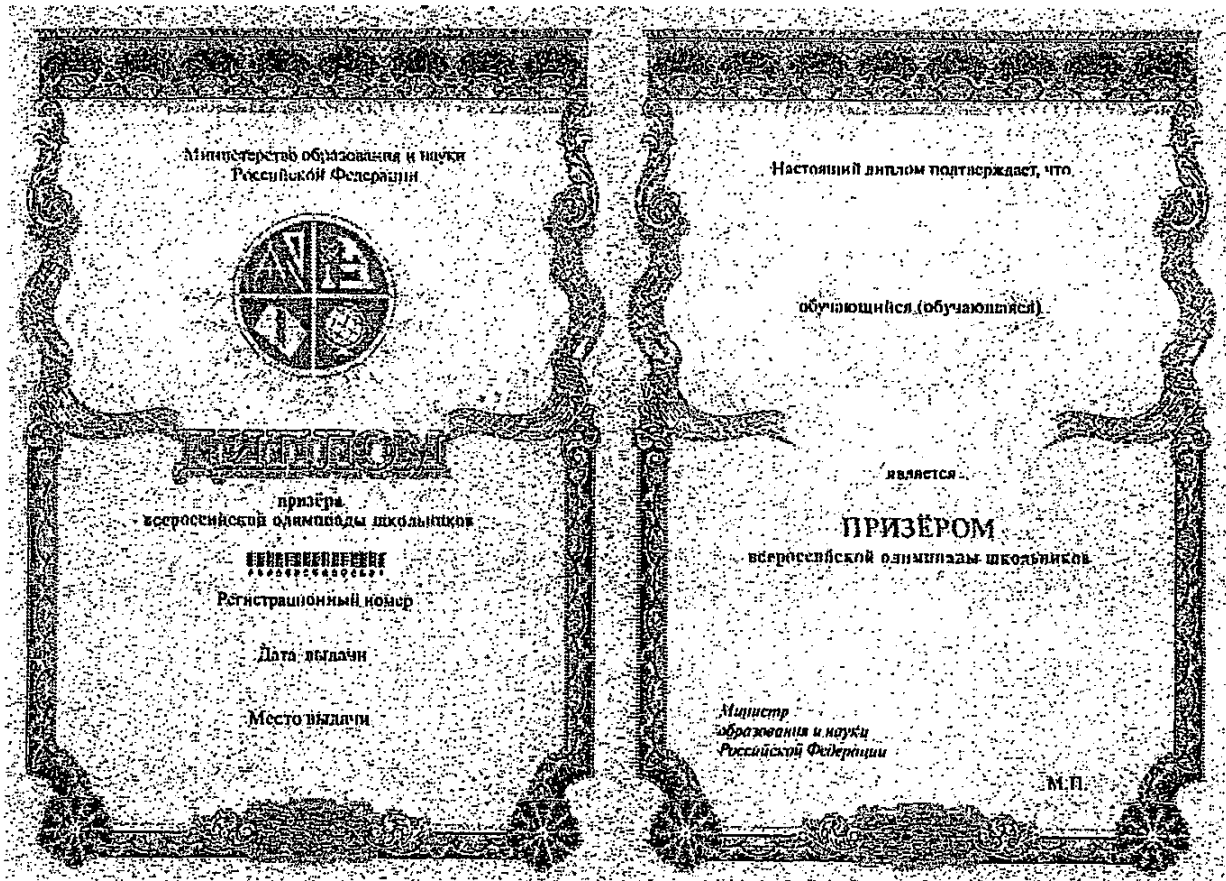 Министерство образования и науки
Российской Федерации
ДИПЛОМ
призёра
всероссийской олимпиады школьников
Регистрационный номер
Дата выдачи
Место выдачи
Настоящий диплом подтверждает, что
обучающийся (обучающаяся)
является
ПРИЗЁРОМ
всероссийской олимпиады школьников
Министр
образования и науки
Российской Федерации
М.П.